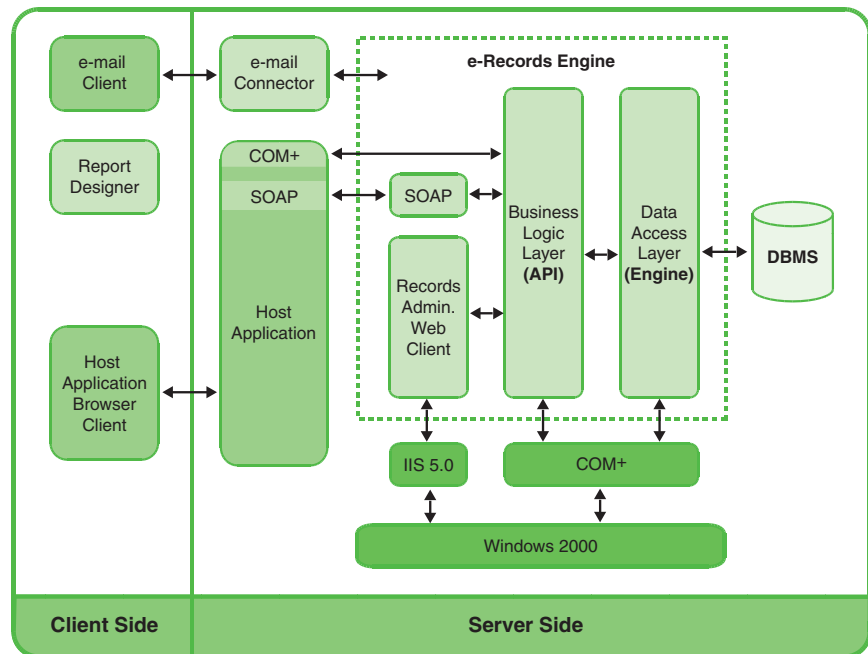 e-mail
Client
e-mail
Connector
e-Records Engine
Report
Designer
COM+
SOAP
Host
Application
SOAP
Records
Admin.
Web
Client
Business
Logic
Layer
(API)
Data
Access
Layer
(Engine)
DBMS
Host
Application
Browser
Client
IIS 5.0
COM+
Windows 2000
Client Side
Server Side